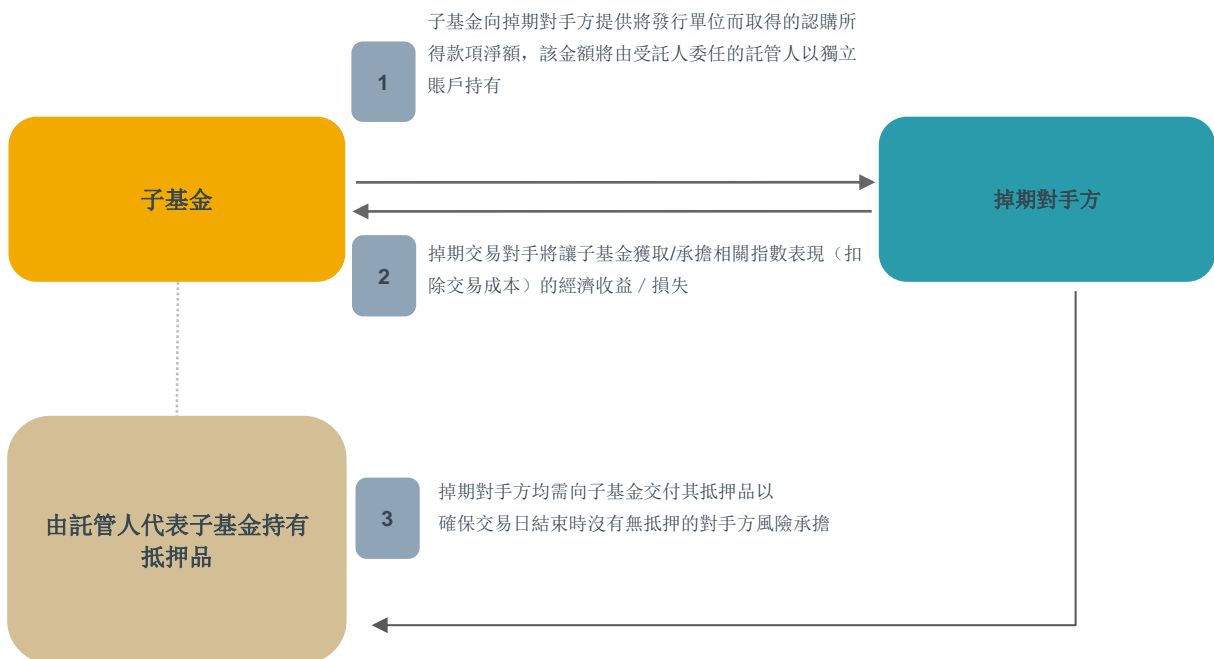 子基金向掉期對手方提供將發行單位而取得的認購所
得款項淨額，該金額將由受託人委任的託管人以獨立
賬戶持有
1
子基金
掉期對手方
2
掉期交易對手將讓子基金獲取/承擔相關指數表現（扣
除交易成本）的經濟收益 / 損失
3
掉期對手方均需向子基金交付其抵押品以
確保交易日結束時沒有無抵押的對手方風險承擔
由託管人代表子基金持有
抵押品